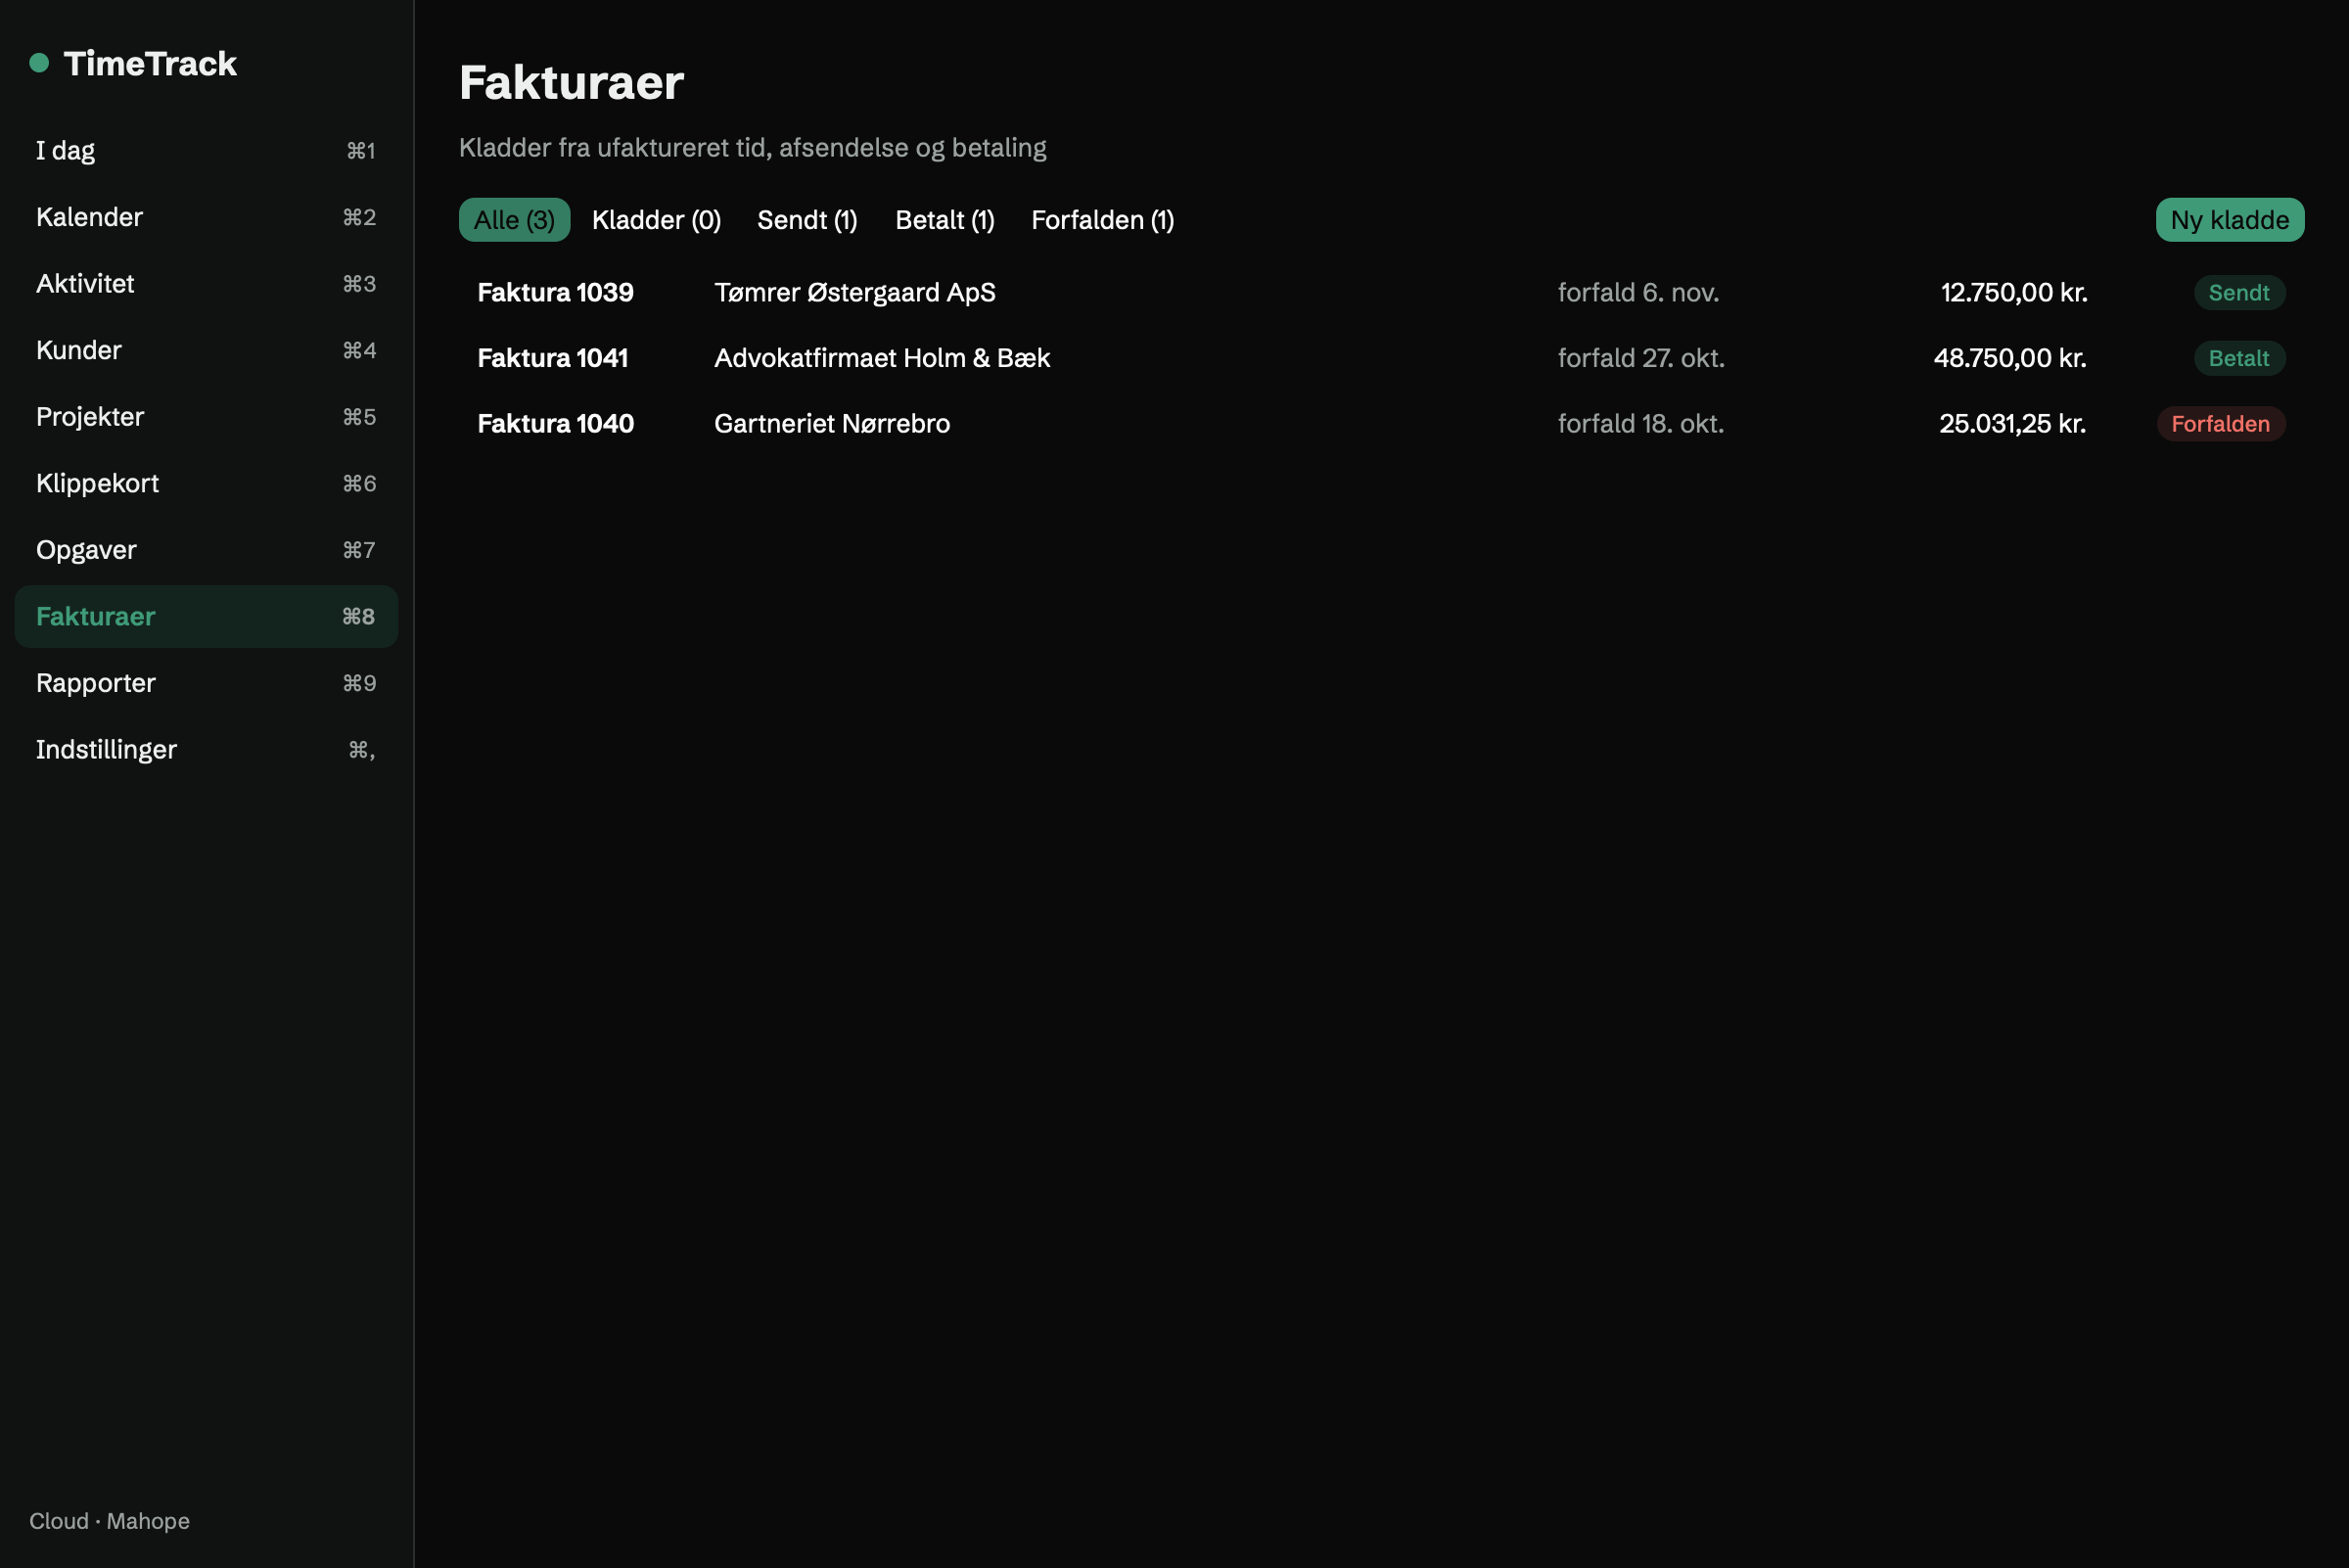 TimeTrack
I dag ⌘1
Kalender ⌘2
Aktivitet ⌘3
Kunder ⌘4
Projekter ⌘5
Klippekort ⌘6
Opgaver ⌘7
Fakturaer ⌘8
Rapporter ⌘9
Indstillinger ⌘,
Cloud · Mahope
Fakturaer
Kladder fra ufaktureret tid, afsendelse og betaling
Alle (3) Kladder (0) Sendt (1) Betalt (1) Forfalden (1) Ny kladde
Faktura 1039 Tømrer Østergaard ApS forfald 6. nov. 12.750,00 kr. Sendt
Faktura 1041 Advokatfirmaet Holm & Bæk forfald 27. okt. 48.750,00 kr. Betalt
Faktura 1040 Gartneriet Nørrebro forfald 18. okt. 25.031,25 kr. Forfalden